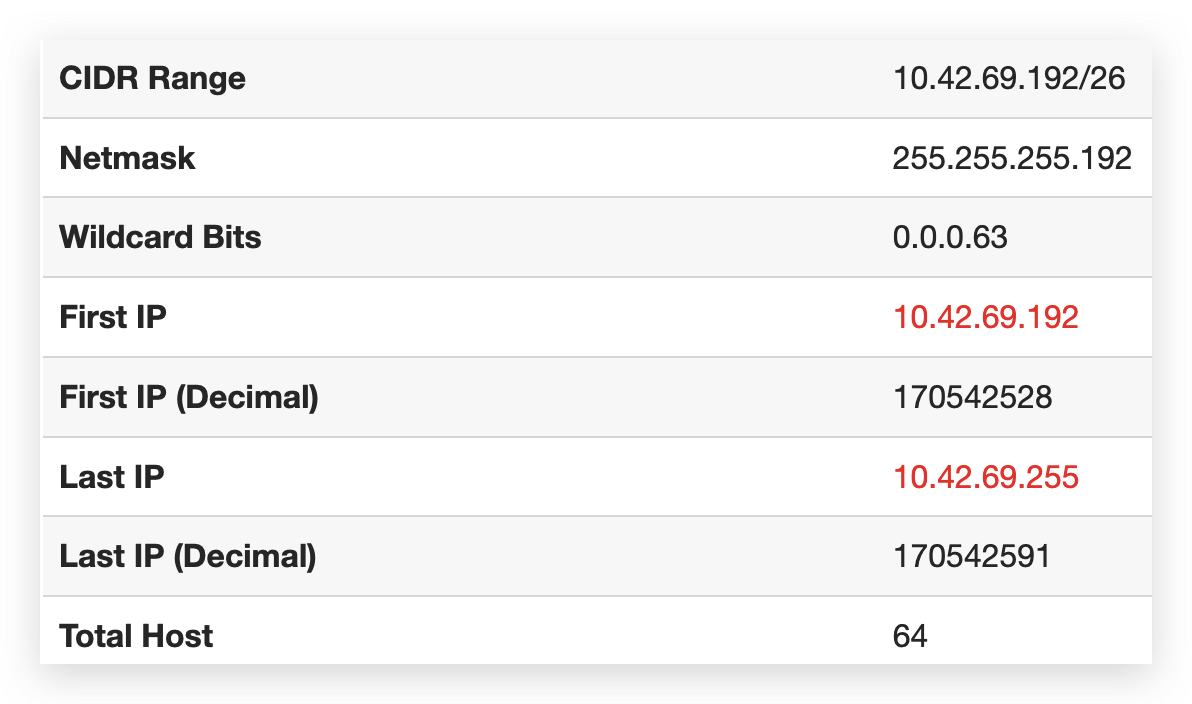 CIDR Range 10.42.69.192/26
Netmask 255.255.255.192
Wildcard Bits 0.0.0.63
First IP 10.42.69.192
First IP (Decimal) 170542528
Last IP 10.42.69.255
Last IP (Decimal) 170542591
Total Host 64